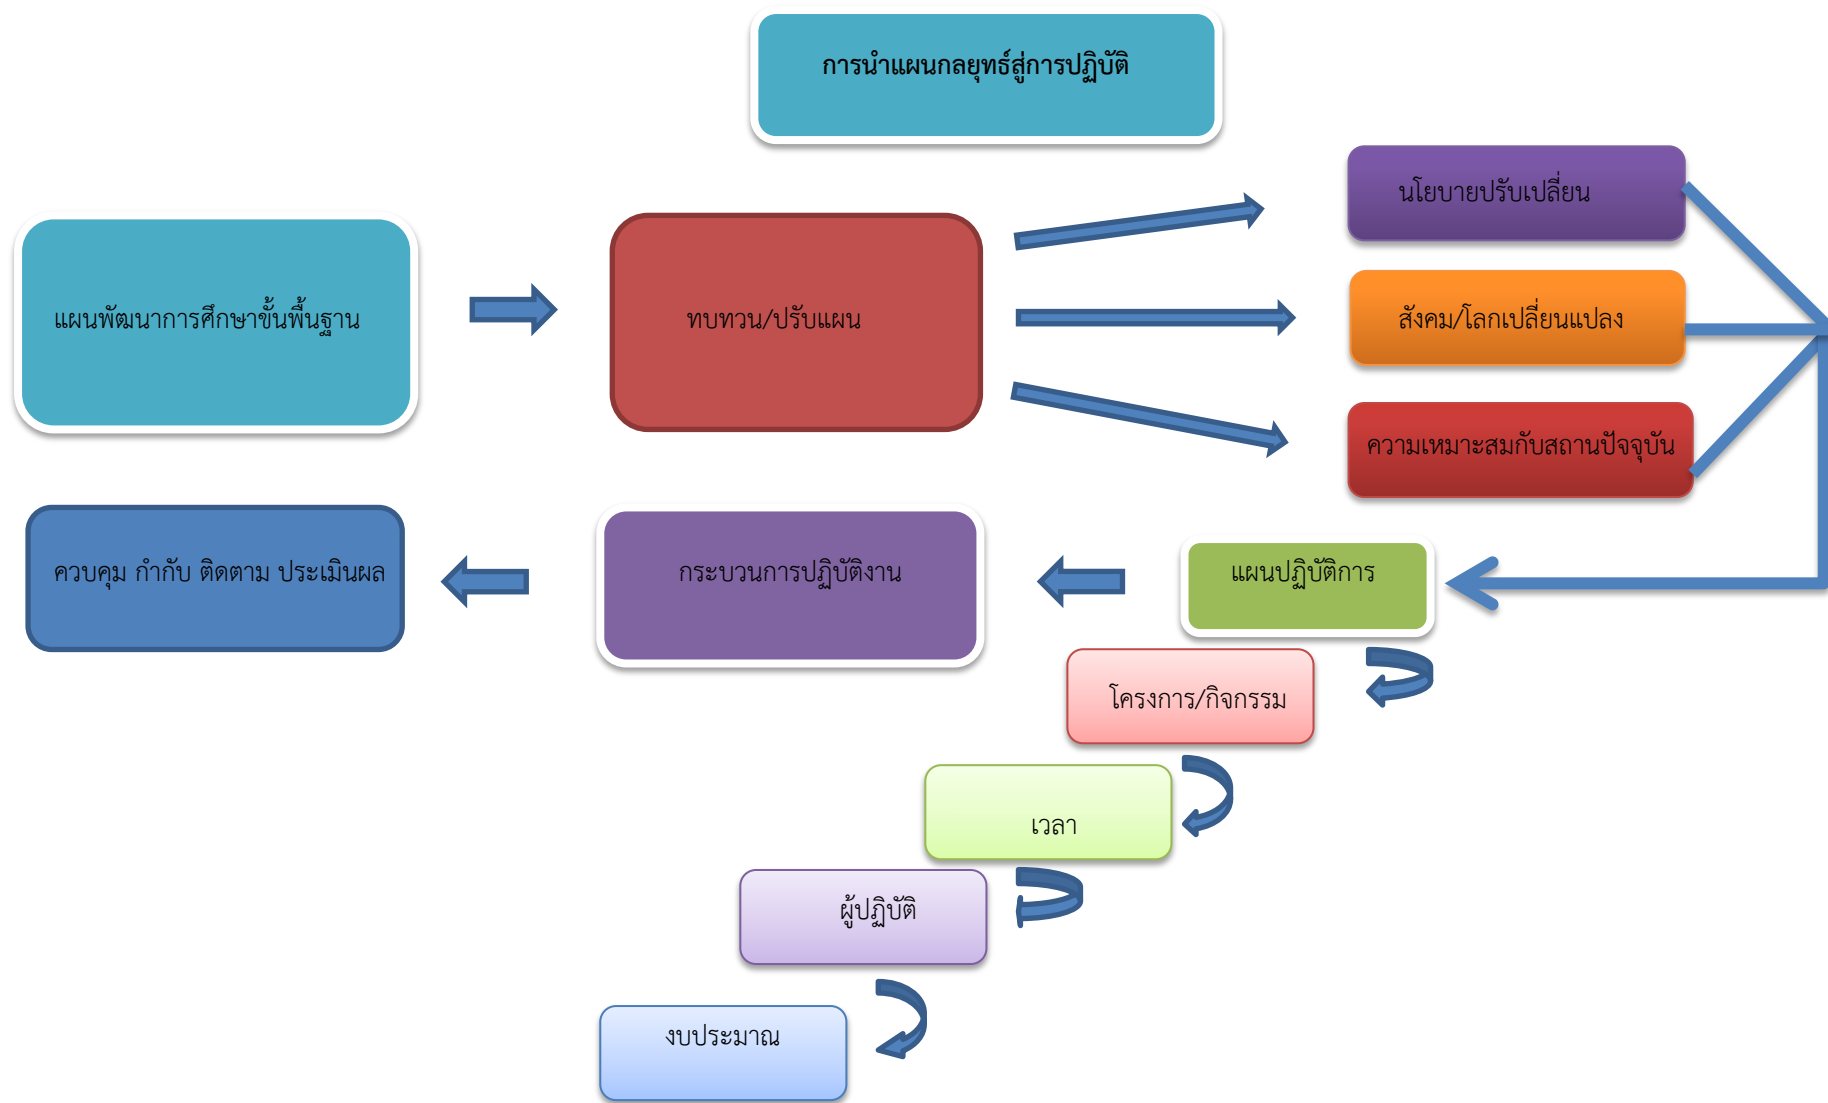 การนำแผนกลยุทธ์สู่การปฏิบัติ
นโยบายปรับเปลี่ยน
แผนพัฒนาการศึกษาขั้นพื้นฐาน
ทบทวน/ปรับแผน
สังคม/โลกเปลี่ยนแปลง
ความเหมาะสมกับสถานปัจจุบัน
ควบคุม กำกับ ติดตาม ประเมินผล
กระบวนการปฏิบัติงาน
แผนปฏิบัติการ
โครงการ/กิจกรรม
เวลา
ผู้ปฏิบัติ
งบประมาณ